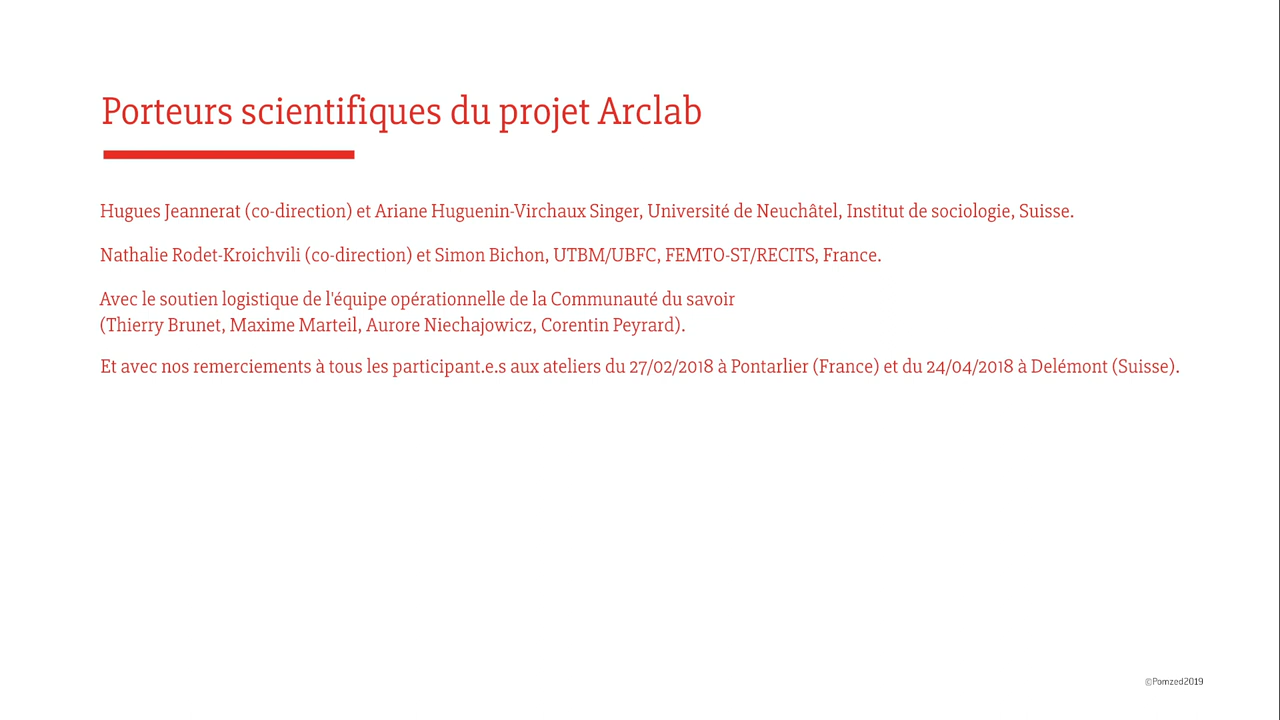 Porteurs scientifiques du projet Arclab
Hugues Jeannerat (co-direction) et Ariane Huguenin-Virchaux Singer, Université de Neuchâtel, Institut de sociologie, Suisse.
Nathalie Rodet-Kroichvili (co-direction) et Simon Bichon, UTBM/UBFC, FEMTO-ST/RECITS, France.
Avec le soutien logistique de l'équipe opérationnelle de la Communauté du savoir
(Thierry Brunet, Maxime Marteil, Aurore Niechajowicz, Corentin Peyrard).
Et avec nos remerciements à tous les participant.e.s aux ateliers du 27/02/2018 à Pontarlier (France) et du 24/04/2018 à Delémont (Suisse).
©Pomzed2019